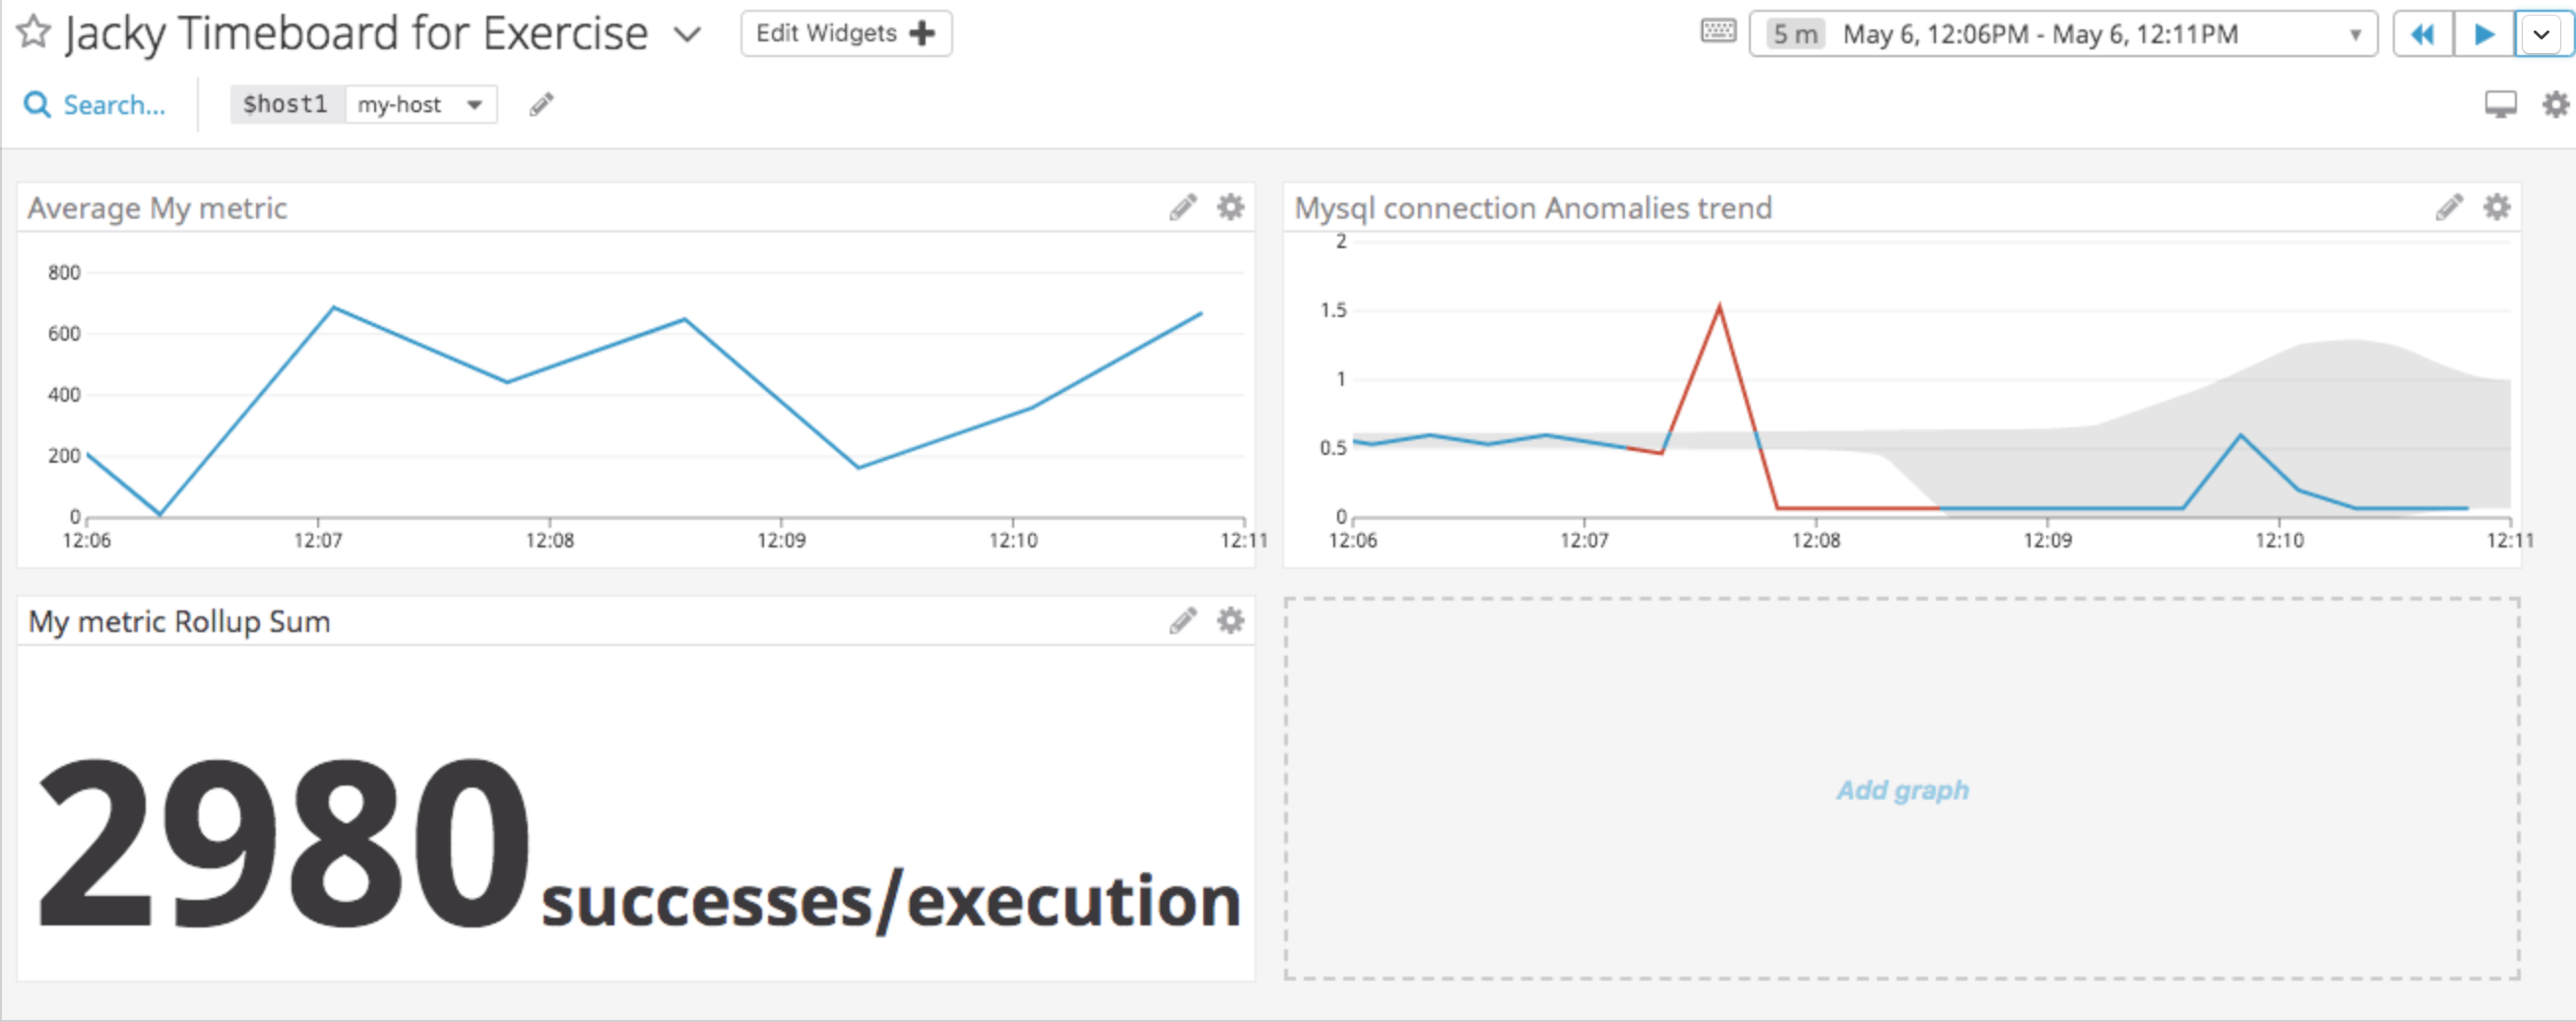 Jacky Timeboard for Exercise Edit Widgets 5 m May 6, 12:06PM - May 6, 12:11PM
Search... $host1 my-host
Average My metric
800
600
400
200
0
12:06 12:07 12:08 12:09 12:10 12:11
Mysql connection Anomalies trend
2
1.5
1
0.5
0
12:06 12:07 12:08 12:09 12:10 12:11
My metric Rollup Sum
2980 successes/execution
Add graph